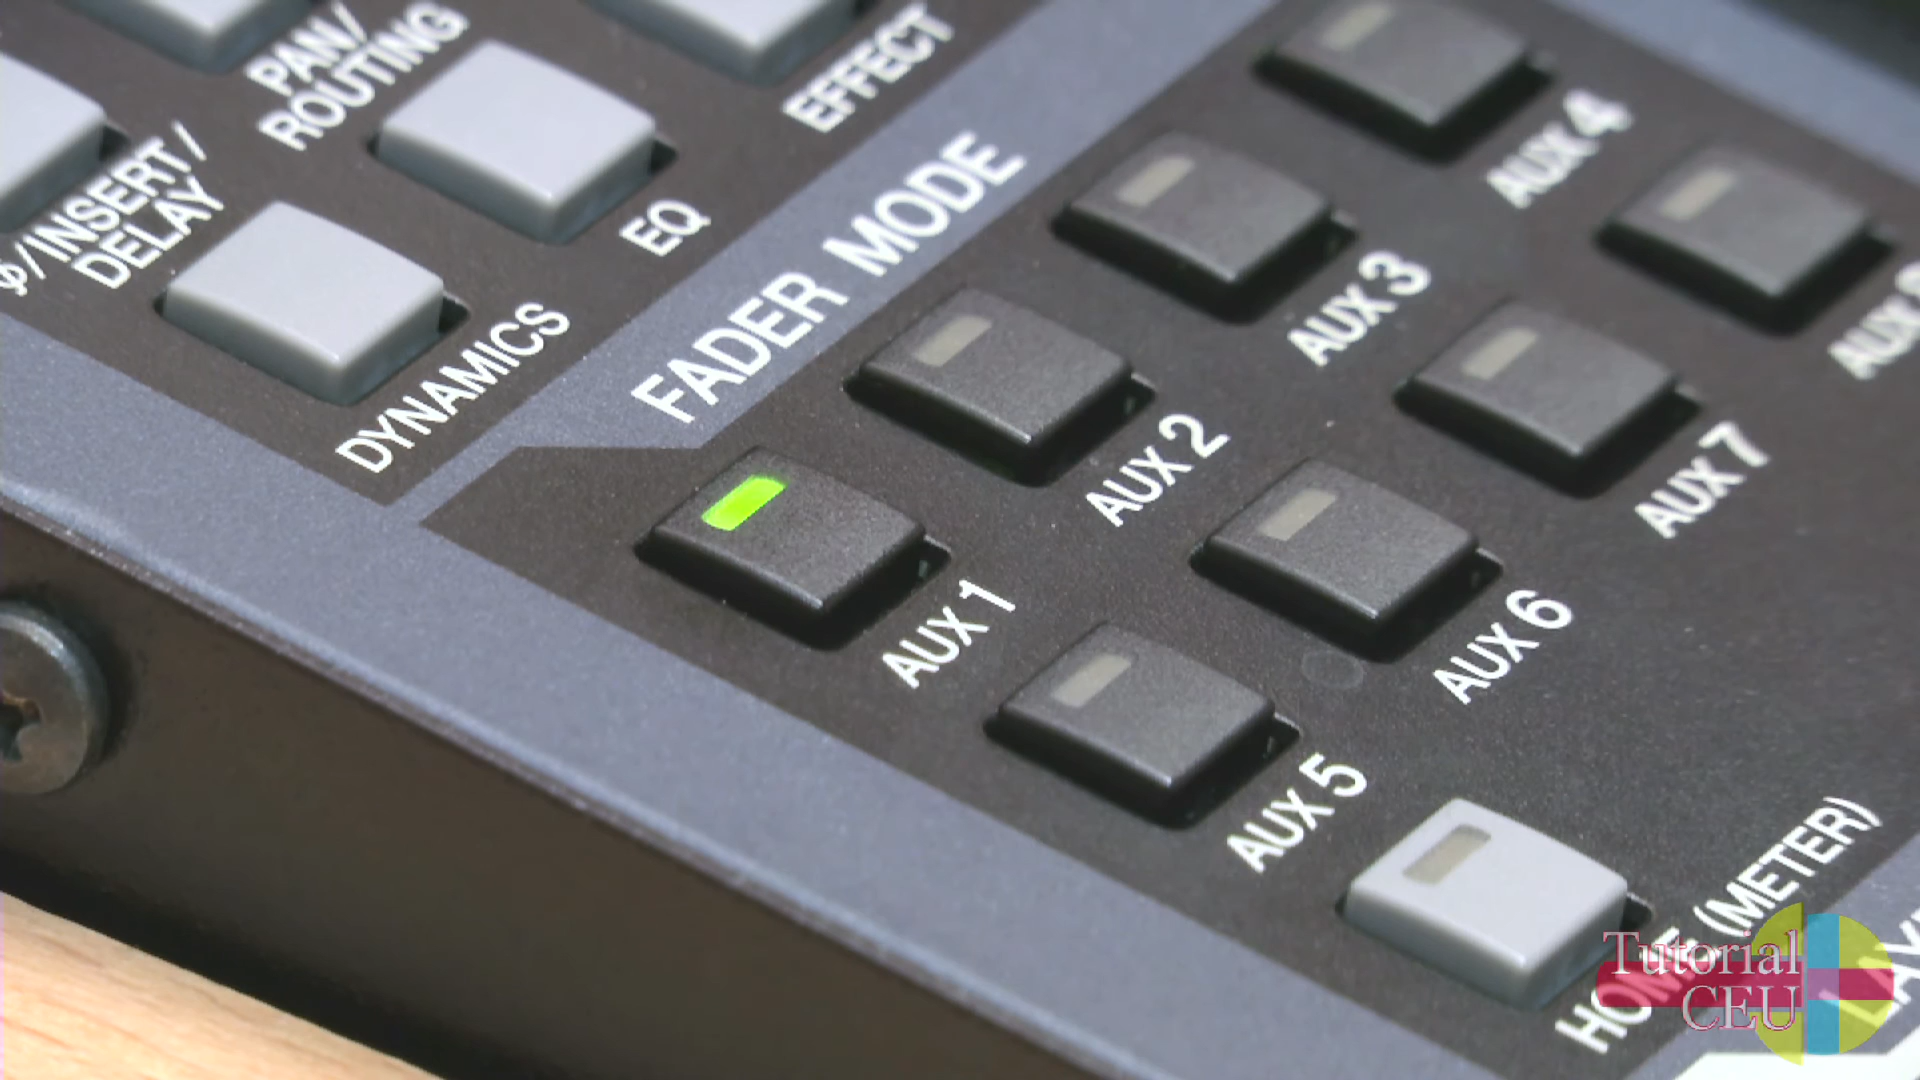 PAN/
ROUTING
EFFECT
ɸ/INSERT/
DELAY
EQ
DYNAMICS
FADER MODE
AUX 4
AUX 3
AUX 2
AUX 7
AUX 1
AUX 6
AUX 5
HOME (METER)
Tutorial
CEU